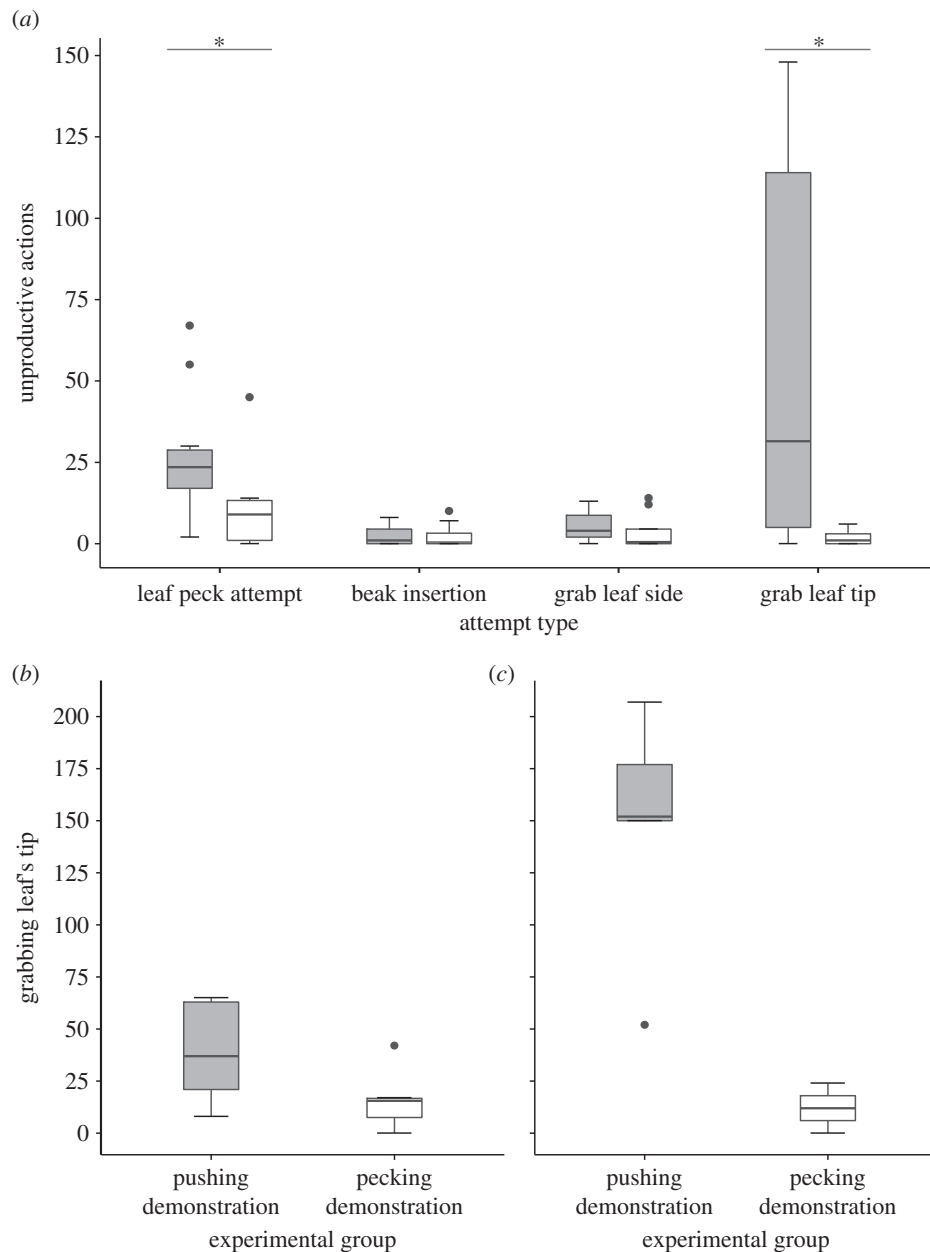 (a)
* *
150
125
100
75
50
25
0
unproductive actions
leaf peck attempt beak insertion grab leaf side grab leaf tip
attempt type
(b) (c)
200
175
150
125
100
75
50
25
0
grabbing leaf's tip
pushing pecking pushing pecking
demonstration demonstration demonstration demonstration
experimental group experimental group